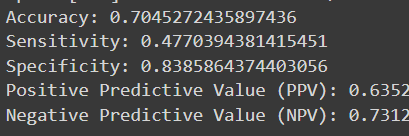 Accuracy: 0.7045272435897436
Sensitivity: 0.4770394381415451
Specificity: 0.8385864374403056
Positive Predictive Value (PPV): 0.6352
Negative Predictive Value (NPV): 0.7312